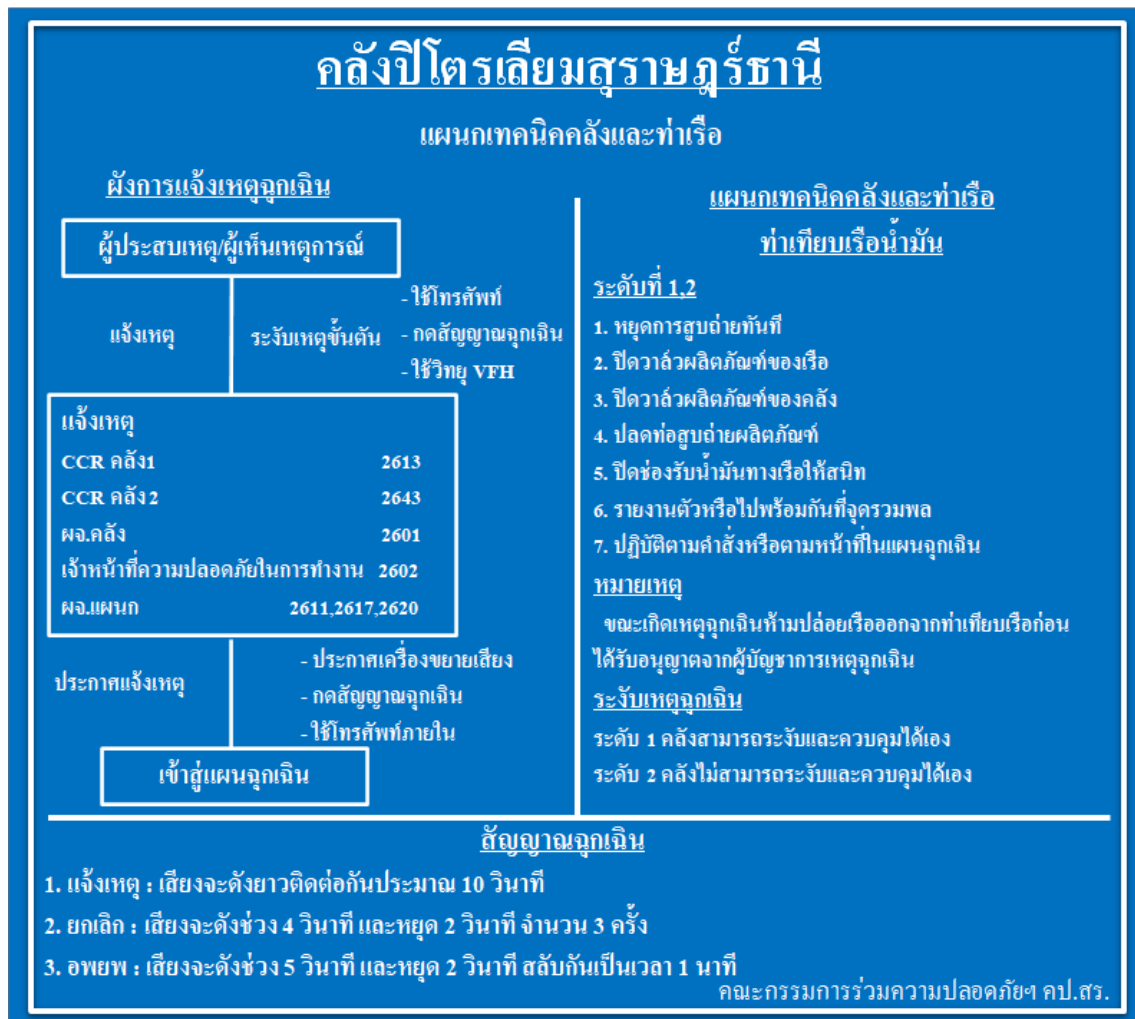 คลังปิโตรเลียมสุราษฎร์ธานี
แผนกเทคนิคคลังและท่าเรือ
ผังการแจ้งเหตุฉุกเฉิน
ผู้ประสบเหตุ/ผู้เห็นเหตุการณ์
แจ้งเหตุ
ระงับเหตุขั้นต้น
- ใช้โทรศัพท์
- กดสัญญาณฉุกเฉิน
- ใช้วิทยุ VFH
แจ้งเหตุ
CCR คลัง1 2613
CCR คลัง 2 2643
ผจ.คลัง 2601
เจ้าหน้าที่ความปลอดภัยในการทำงาน 2602
ผจ.แผนก 2611,2617,2620
ประกาศแจ้งเหตุ
- ประกาศเครื่องขยายเสียง
- กดสัญญาณฉุกเฉิน
- ใช้โทรศัพท์ภายใน
เข้าสู่แผนฉุกเฉิน
แผนกเทคนิคคลังและท่าเรือ
ท่าเทียบเรือน้ำมัน
ระดับที่ 1,2
1. หยุดการสูบถ่ายทันที
2. ปิดวาล์วผลิตภัณฑ์ของเรือ
3. ปิดวาล์วผลิตภัณฑ์ของคลัง
4. ปลดท่อสูบถ่ายผลิตภัณฑ์
5. ปิดช่องรับน้ำมันทางเรือให้สนิท
6. รายงานตัวหรือไปพร้อมกันที่จุดรวมพล
7. ปฏิบัติตามคำสั่งหรือตามหน้าที่ในแผนฉุกเฉิน
หมายเหตุ
ขณะเกิดเหตุฉุกเฉินห้ามปล่อยเรือออกจากท่าเทียบเรือก่อน
ได้รับอนุญาตจากผู้บัญชาการเหตุฉุกเฉิน
ระงับเหตุฉุกเฉิน
ระดับ 1 คลังสามารถระงับและควบคุมได้เอง
ระดับ 2 คลังไม่สามารถระงับและควบคุมได้เอง
สัญญาณฉุกเฉิน
1. แจ้งเหตุ : เสียงจะดังยาวติดต่อกันประมาณ 10 วินาที
2. ยกเลิก : เสียงจะดังช่วง 4 วินาที และหยุด 2 วินาที จำนวน 3 ครั้ง
3. อพยพ : เสียงจะดังช่วง 5 วินาที และหยุด 2 วินาที สลับกันเป็นเวลา 1 นาที
คณะกรรมการร่วมความปลอดภัยฯ คป.สร.